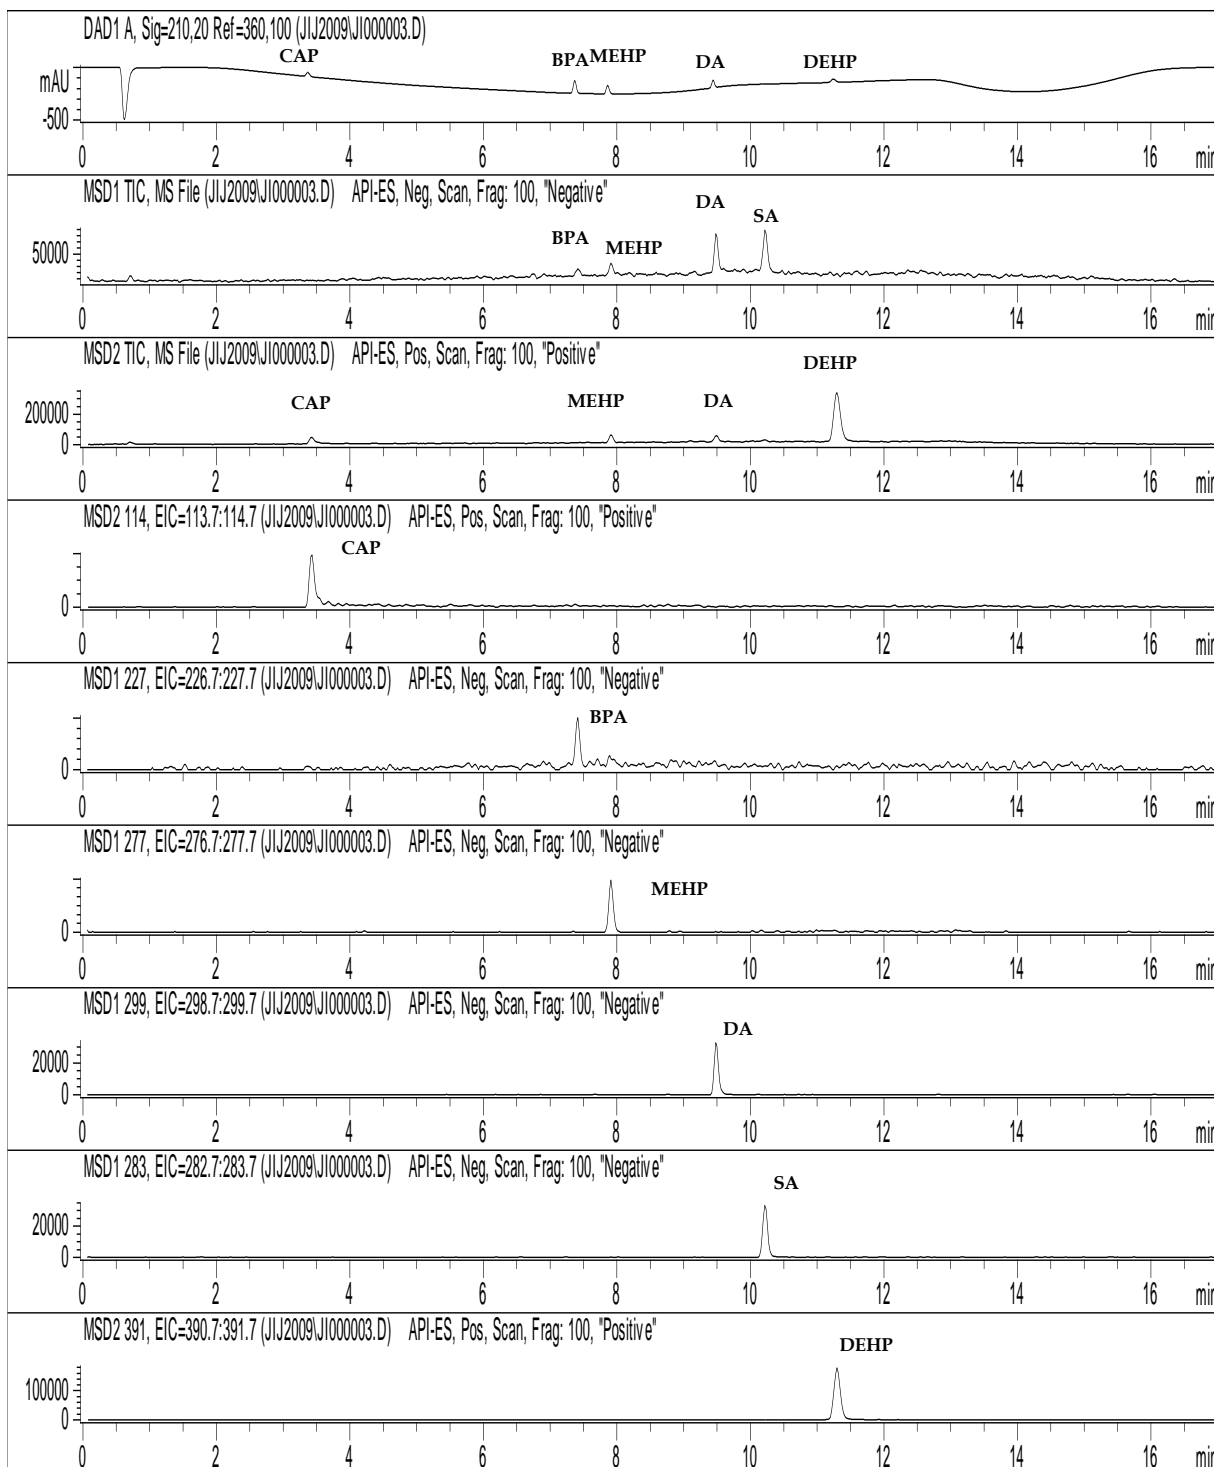 DAD1 A, Sig=210,20 Ref=360,100 (JIJ2009\JI000003.D)
CAP BPA MEHP DA DEHP
mAU
-500
0 2 4 6 8 10 12 14 16 min
MSD1 TIC, MS File (JIJ2009\JI000003.D) API-ES, Neg, Scan, Frag: 100, "Negative"
DA SA
BPA MEHP
50000
0 2 4 6 8 10 12 14 16 min
MSD2 TIC, MS File (JIJ2009\JI000003.D) API-ES, Pos, Scan, Frag: 100, "Positive"
DEHP
CAP MEHP DA
200000
0
0 2 4 6 8 10 12 14 16 min
MSD2 114, EIC=113.7:114.7 (JIJ2009\JI000003.D) API-ES, Pos, Scan, Frag: 100, "Positive"
CAP
0
0 2 4 6 8 10 12 14 16 min
MSD1 227, EIC=226.7:227.7 (JIJ2009\JI000003.D) API-ES, Neg, Scan, Frag: 100, "Negative"
BPA
0
0 2 4 6 8 10 12 14 16 min
MSD1 277, EIC=276.7:277.7 (JIJ2009\JI000003.D) API-ES, Neg, Scan, Frag: 100, "Negative"
MEHP
0
0 2 4 6 8 10 12 14 16 min
MSD1 299, EIC=298.7:299.7 (JIJ2009\JI000003.D) API-ES, Neg, Scan, Frag: 100, "Negative"
DA
20000
0
0 2 4 6 8 10 12 14 16 min
MSD1 283, EIC=282.7:283.7 (JIJ2009\JI000003.D) API-ES, Neg, Scan, Frag: 100, "Negative"
SA
20000
0
0 2 4 6 8 10 12 14 16 min
MSD2 391, EIC=390.7:391.7 (JIJ2009\JI000003.D) API-ES, Pos, Scan, Frag: 100, "Positive"
DEHP
100000
0
0 2 4 6 8 10 12 14 16 min